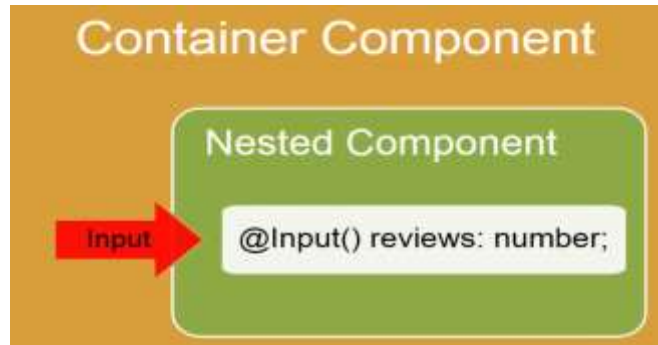 Container Component
Nested Component
Input
@Input() reviews: number;